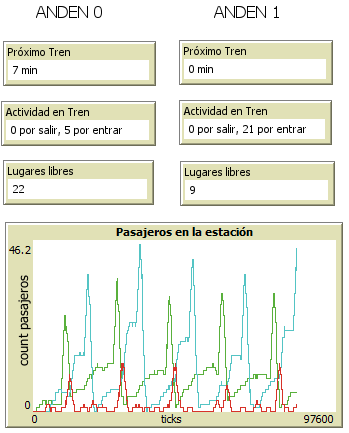 ANDEN 0 ANDEN 1
Próximo Tren Próximo Tren
7 min 0 min
Actividad en Tren Actividad en Tren
0 por salir, 5 por entrar 0 por salir, 21 por entrar
Lugares libres Lugares libres
22 9
Pasajeros en la estación
46.2
count pasajeros
0
0 ticks 97600